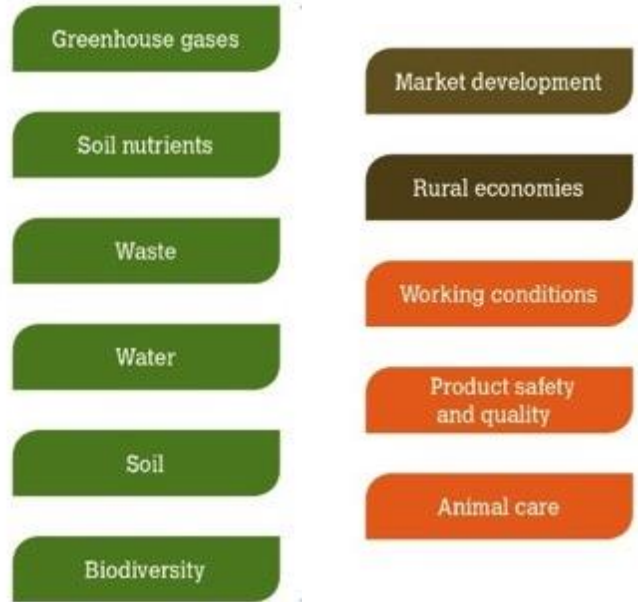 Greenhouse gases
Soil nutrients
Waste
Water
Soil
Biodiversity
Market development
Rural economies
Working conditions
Product safety
and quality
Animal care